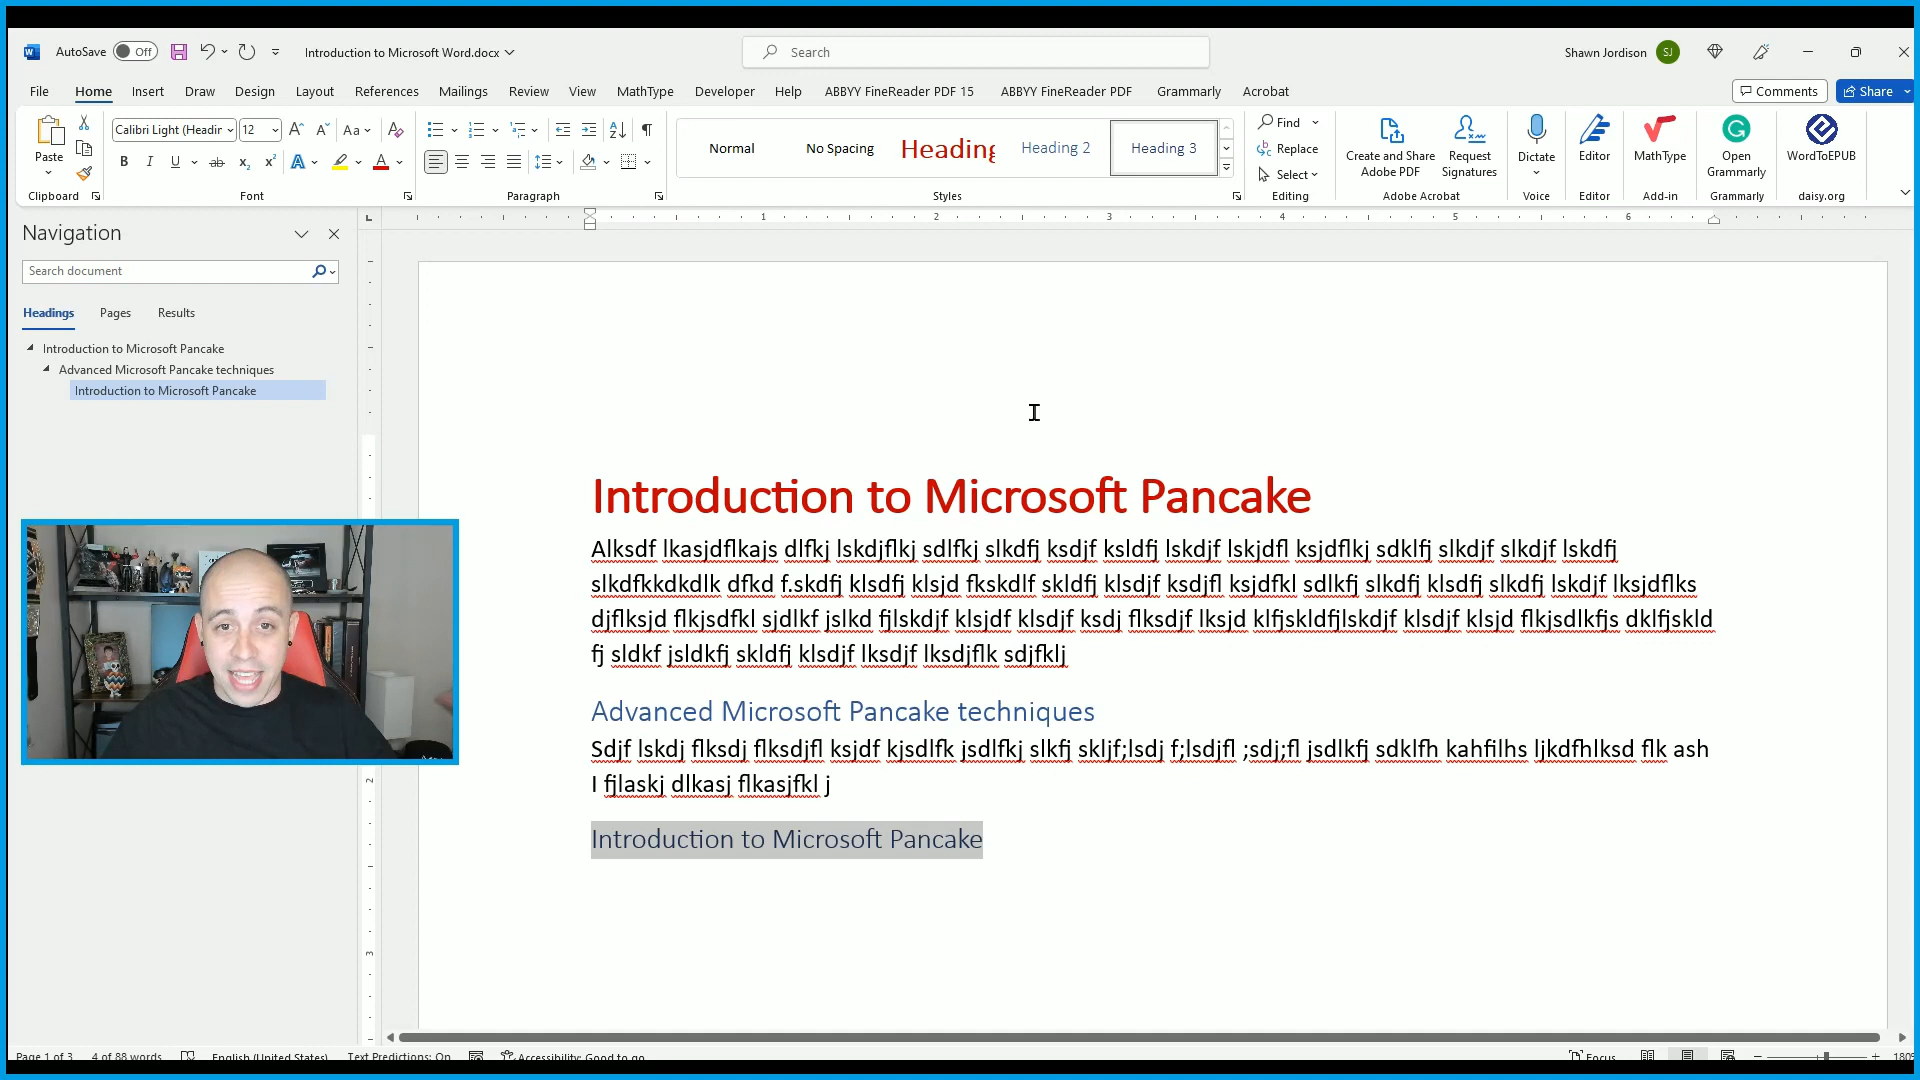 AutoSave Off Introduction to Microsoft Word.docx Search Shawn Jordison SJ
File Home Insert Draw Design Layout References Mailings Review View MathType Developer Help ABBYY FineReader PDF 15 ABBYY FineReader PDF Grammarly Acrobat Comments Share
Paste
Clipboard
Calibri Light (Headir 12
Font
Paragraph
Normal No Spacing Heading Heading 2 Heading 3
Styles
Find
Replace
Select
Editing
Create and Share Adobe PDF
Request Signatures
Adobe Acrobat
Dictate
Voice
Editor
Editor
MathType
Add-in
Open Grammarly
Grammarly
WordToEPUB
daisy.org
1 2 3 4 5 6
Navigation
Search document
Headings Pages Results
Introduction to Microsoft Pancake
Advanced Microsoft Pancake techniques
Introduction to Microsoft Pancake
2
3
Introduction to Microsoft Pancake
Alksdf lkasjdflkajs dlfkj lskdjflkj sdlfkj slkdfj ksdjf ksldfj lskdjf lskjdfl ksjdflkj sdklfj slkdjf slkdjf lskdfj
slkdfkkdkdlk dfkd f.skdfj klsdfj klsjd fkskdlf skldfj klsdjf ksdjfl ksjdfkl sdlkfj slkdfj klsdfj slkdfj lskdjf lksjdflks
djflksjd flkjsdfkl sjdlkf jslkd fjlskdjf klsjdf klsdjf ksdj flksdjf lksjd klfjskldfjlskdjf klsdjf klsjd flkjsdlkfjs dklfjskld
fj sldkf jsldkfj skldfj klsdjf lksdjf lksdjflk sdjfklj
Advanced Microsoft Pancake techniques
Sdjf lskdj flksdj flksdjfl ksjdf kjsdlfk jsdlfkj slkfj skljf;lsdj f;lsdjfl ;sdj;fl jsdlkfj sdklfh kahfilhs ljkdfhlksd flk ash
I fjlaskj dlkasj flkasjfkl j
Introduction to Microsoft Pancake
Page 1 of 3 4 of 88 words English (United States) Text Predictions: On Accessibility: Good to go Focus 180%